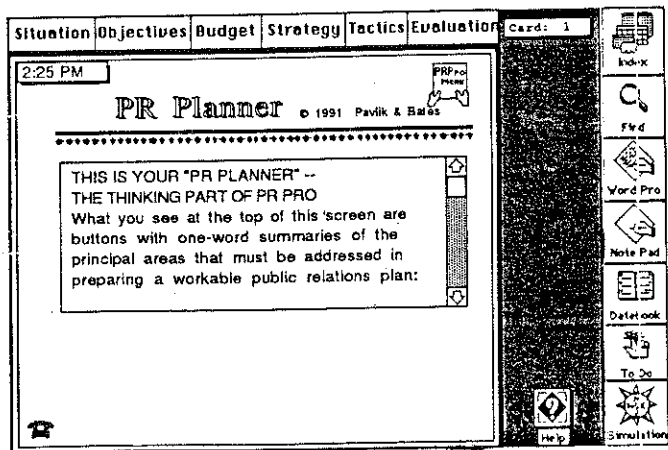 Situation Objectives Budget Strategy Tactics Evaluation Card: 1
2:25 PM
PRPro
Menu
PR Planner © 1991 Pavlik & Bates
THIS IS YOUR "PR PLANNER" --
THE THINKING PART OF PR PRO
What you see at the top of this screen are
buttons with one-word summaries of the
principal areas that must be addressed in
preparing a workable public relations plan:
Index
Find
Word Pro
Note Pad
Datebook
To Do
Simulation
Help